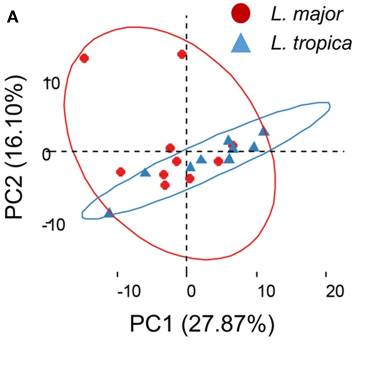 A
L. major
L. tropica
10
0
-10
PC2 (16.10%)
-10 0 10 20
PC1 (27.87%)